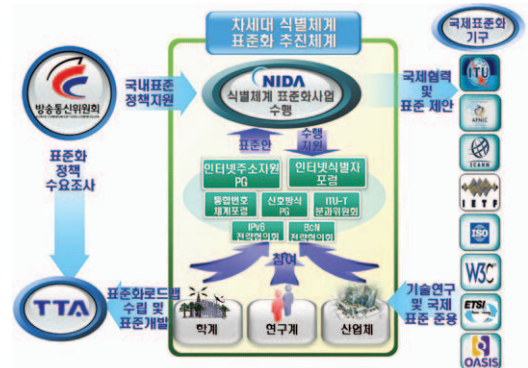 차세대 식별체계
표준화 추진체계
국제표준화
기구
방송통신위원회
국내표준
정책지원
NIDA
식별체계 표준화사업
수행
국제협력
및
표준 제안
ITU
APNIC
ICANN
IETF
ISO
W3C
ETSI
OASIS
표준안
수행
지원
표준화
정책
수요조사
인터넷주소자원
PG
인터넷식별자
포럼
통합번호
체계포럼
신호방식
PG
ITU-T
분과위원회
IPv6
전략협의회
BcN
전략협의회
참여
TTA
표준화로드맵
수립 및
표준개발
학계
연구계
산업체
기술연구
및 국제
표준 준용